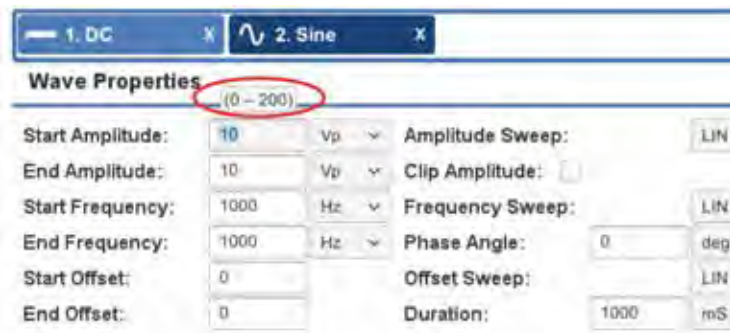 1. DC x 2. Sine x
Wave Properties
(0 – 200)
Start Amplitude: 10 Vp Amplitude Sweep: LIN
End Amplitude: 10 Vp Clip Amplitude:
Start Frequency: 1000 Hz Frequency Sweep: LIN
End Frequency: 1000 Hz Phase Angle: 0 deg
Start Offset: 0 Offset Sweep: LIN
End Offset: 0 Duration: 1000 mS